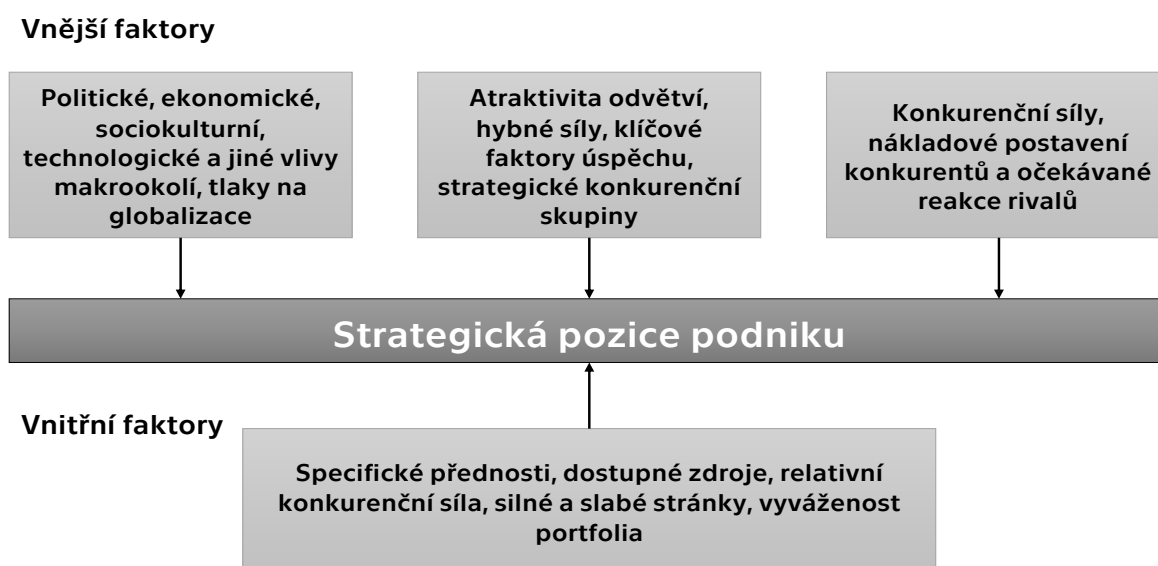 Vnější faktory
Politické, ekonomické,
sociokulturní,
technologické a jiné vlivy
makrookolí, tlaky na
globalizace
Atraktivita odvětví,
hybné síly, klíčové
faktory úspěchu,
strategické konkurenční
skupiny
Konkurenční síly,
nákladové postavení
konkurentů a očekávané
reakce rivalů
Strategická pozice podniku
Vnitřní faktory
Specifické přednosti, dostupné zdroje, relativní
konkurenční síla, silné a slabé stránky, vyváženost
portfolia